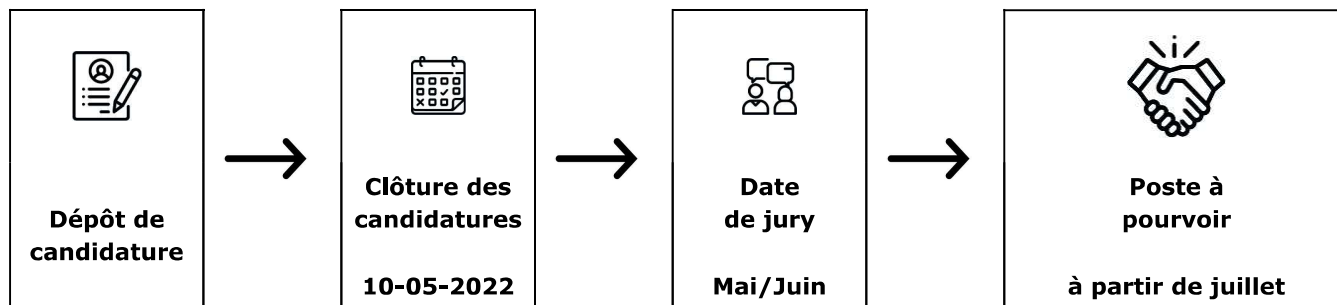 Dépôt de
candidature
Clôture des
candidatures
10-05-2022
Date
de jury
Mai/Juin
Poste à
pourvoir
à partir de juillet